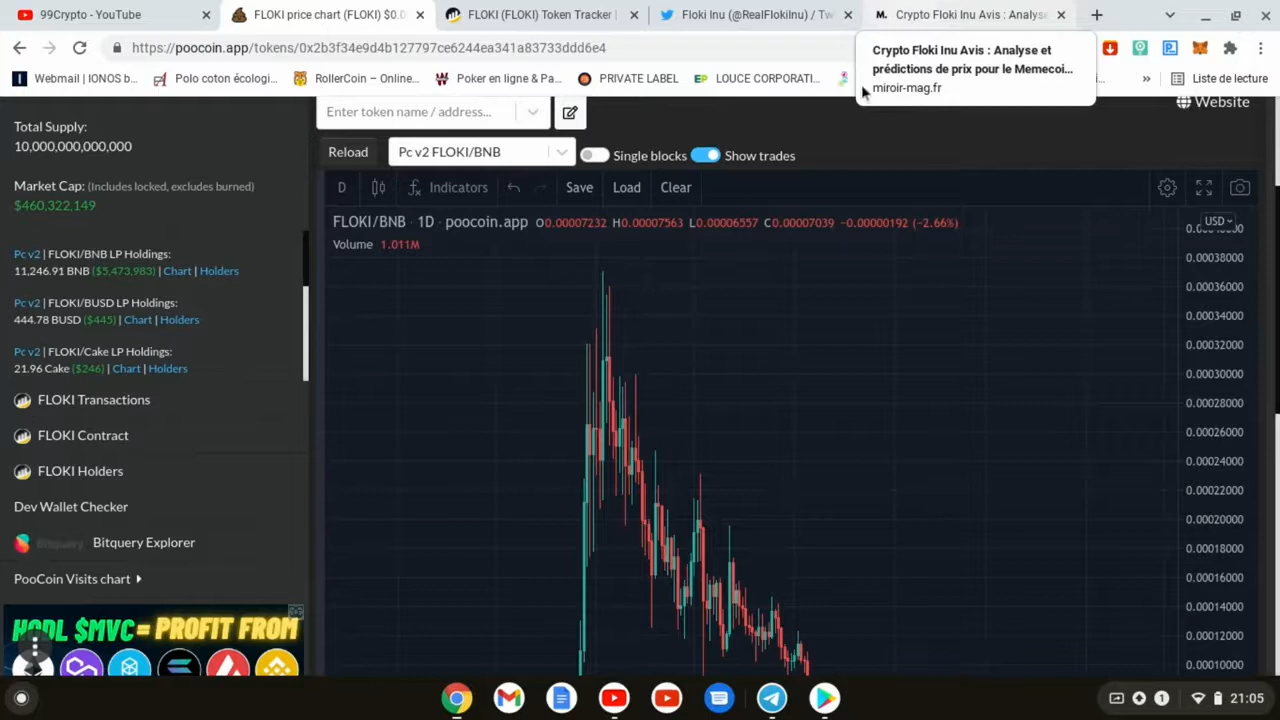 99Crypto - YouTube
FLOKI price chart (FLOKI) $0.0
FLOKI (FLOKI) Token Tracker |
Floki Inu (@RealFlokiInu) / Tw
M. Crypto Floki Inu Avis : Analyse
https://poocoin.app/tokens/0x2b3f34e9d4b127797ce6244ea341a83733ddd6e4
Crypto Floki Inu Avis : Analyse et
prédictions de prix pour le Memecoi...
miroir-mag.fr
Webmail | IONOS b...
Polo coton écologi...
RollerCoin – Online...
Poker en ligne & Pa...
PRIVATE LABEL
EP LOUCE CORPORATI...
» Liste de lecture
Total Supply:
10,000,000,000,000
Market Cap: (Includes locked, excludes burned)
$460,322,149
Pc v2 | FLOKI/BNB LP Holdings:
11,246.91 BNB ($5,473,983) | Chart | Holders
Pc v2 | FLOKI/BUSD LP Holdings:
444.78 BUSD ($445) | Chart | Holders
Pc v2 | FLOKI/Cake LP Holdings:
21.96 Cake ($246) | Chart | Holders
FLOKI Transactions
FLOKI Contract
FLOKI Holders
Dev Wallet Checker
Bitquery Bitquery Explorer
PooCoin Visits chart
HODL $MVC = PROFIT FROM
Enter token name / address...
Website
Reload
Pc v2 FLOKI/BNB
Single blocks
Show trades
D
Indicators
Save
Load
Clear
FLOKI/BNB · 1D · poocoin.app O0.00007232 H0.00007563 L0.00006557 C0.00007039 −0.00000192 (−2.66%)
Volume 1.011M
USD
0.00038000
0.00036000
0.00034000
0.00032000
0.00030000
0.00028000
0.00026000
0.00024000
0.00022000
0.00020000
0.00018000
0.00016000
0.00014000
0.00012000
0.00010000
1
21:05